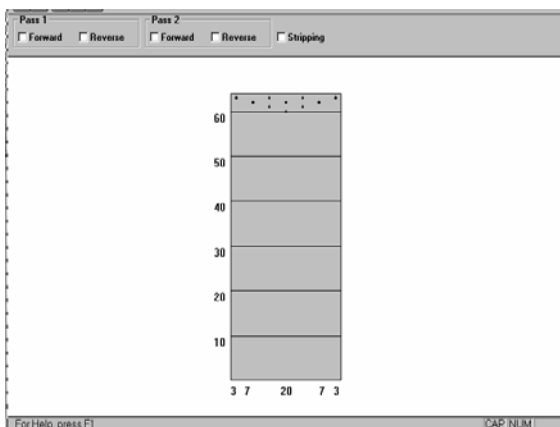 Pass 1 Pass 2
Forward Reverse Forward Reverse Stripping
60
50
40
30
20
10
3 7 20 7 3
For Help, press F1 CAP NUM